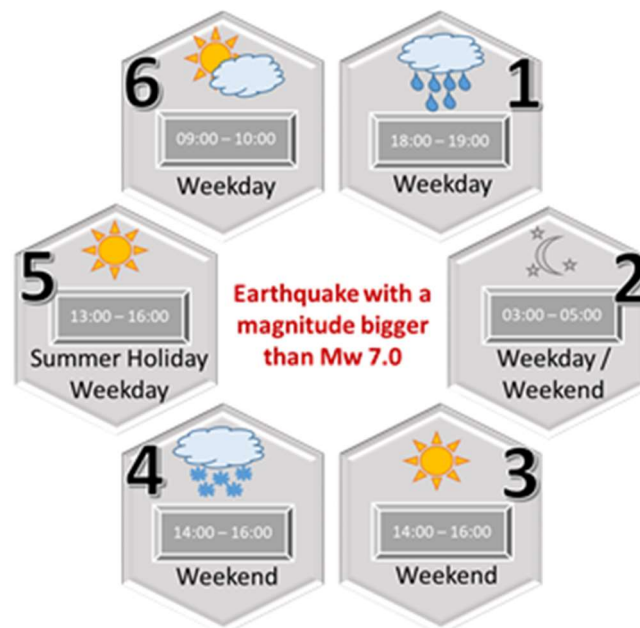 6
09:00 – 10:00
Weekday
1
18:00 – 19:00
Weekday
5
13:00 – 16:00
Summer Holiday
Weekday
Earthquake with a
magnitude bigger
than Mw 7.0
2
03:00 – 05:00
Weekday /
Weekend
4
14:00 – 16:00
Weekend
3
14:00 – 16:00
Weekend